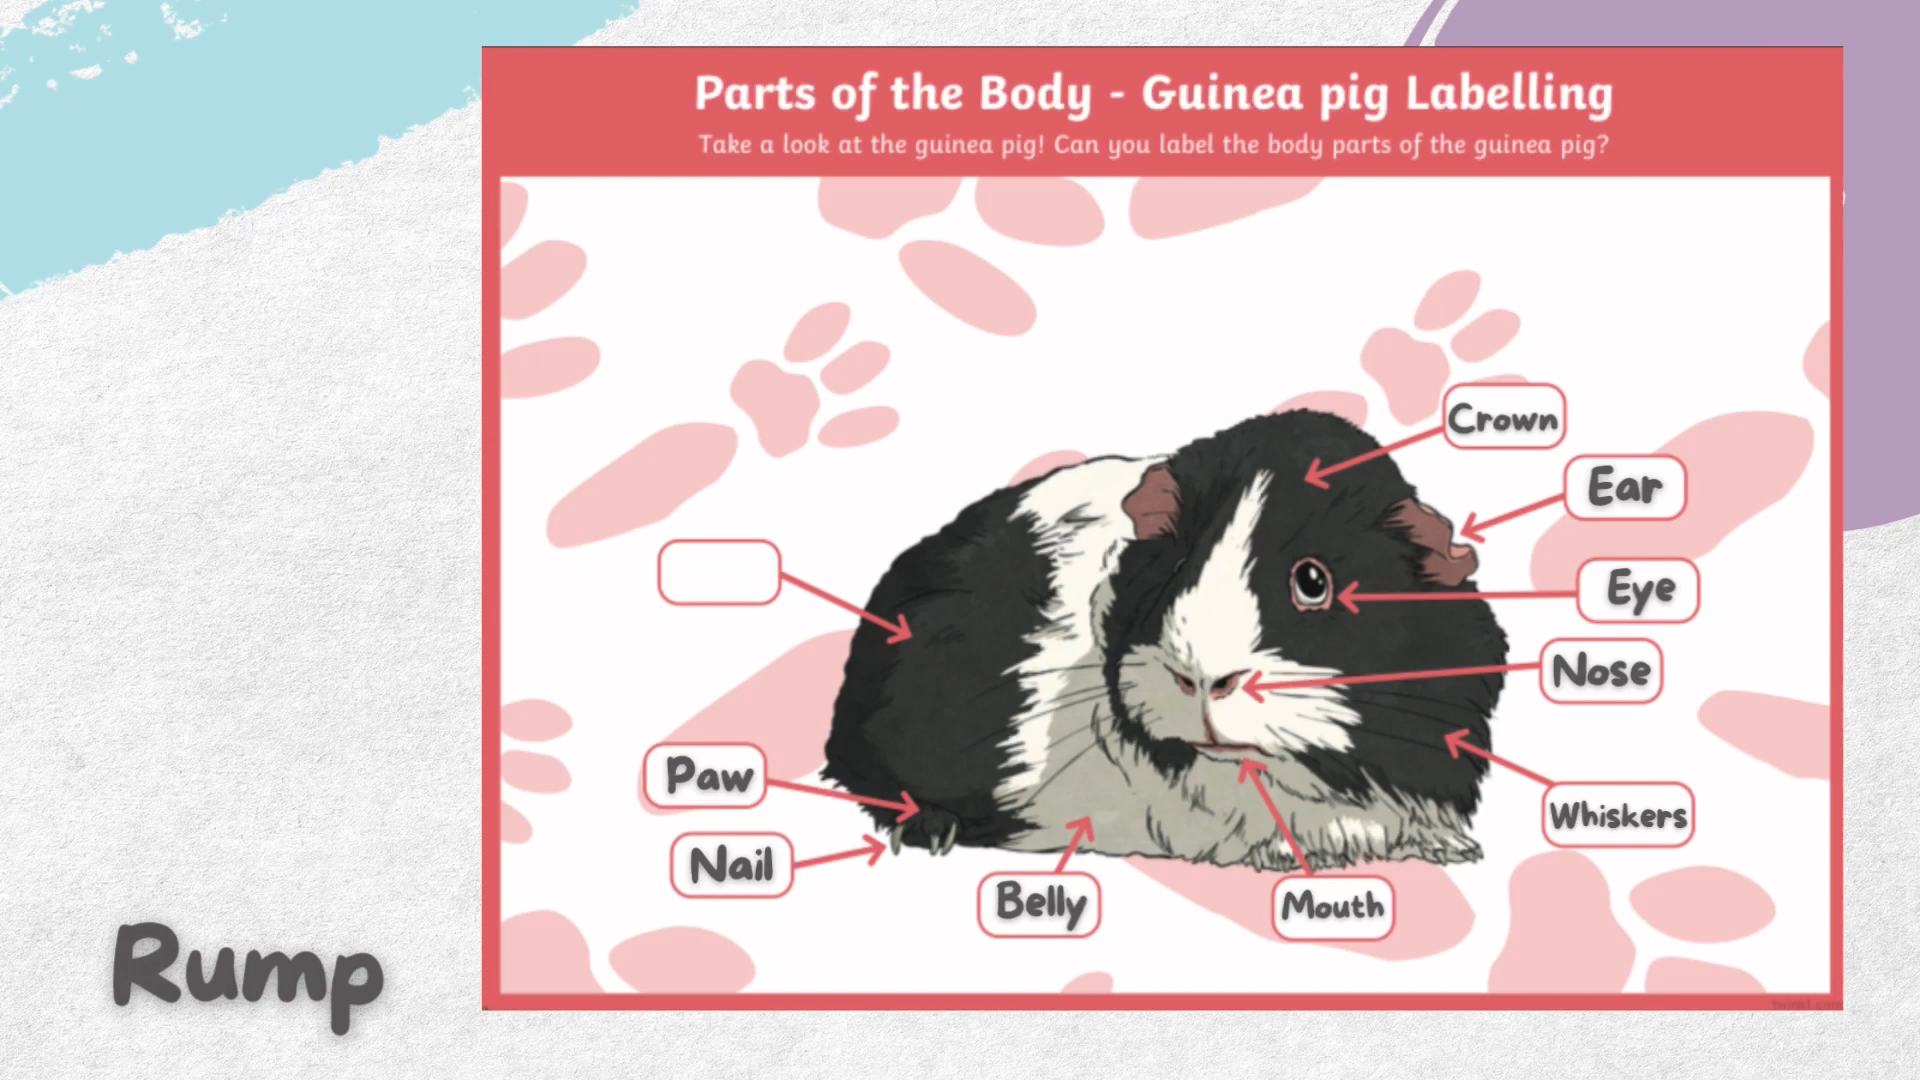 Parts of the Body - Guinea pig Labelling
Take a look at the guinea pig! Can you label the body parts of the guinea pig?
Crown
Ear
Eye
Nose
Paw
Whiskers
Nail
Belly
Mouth
Rump